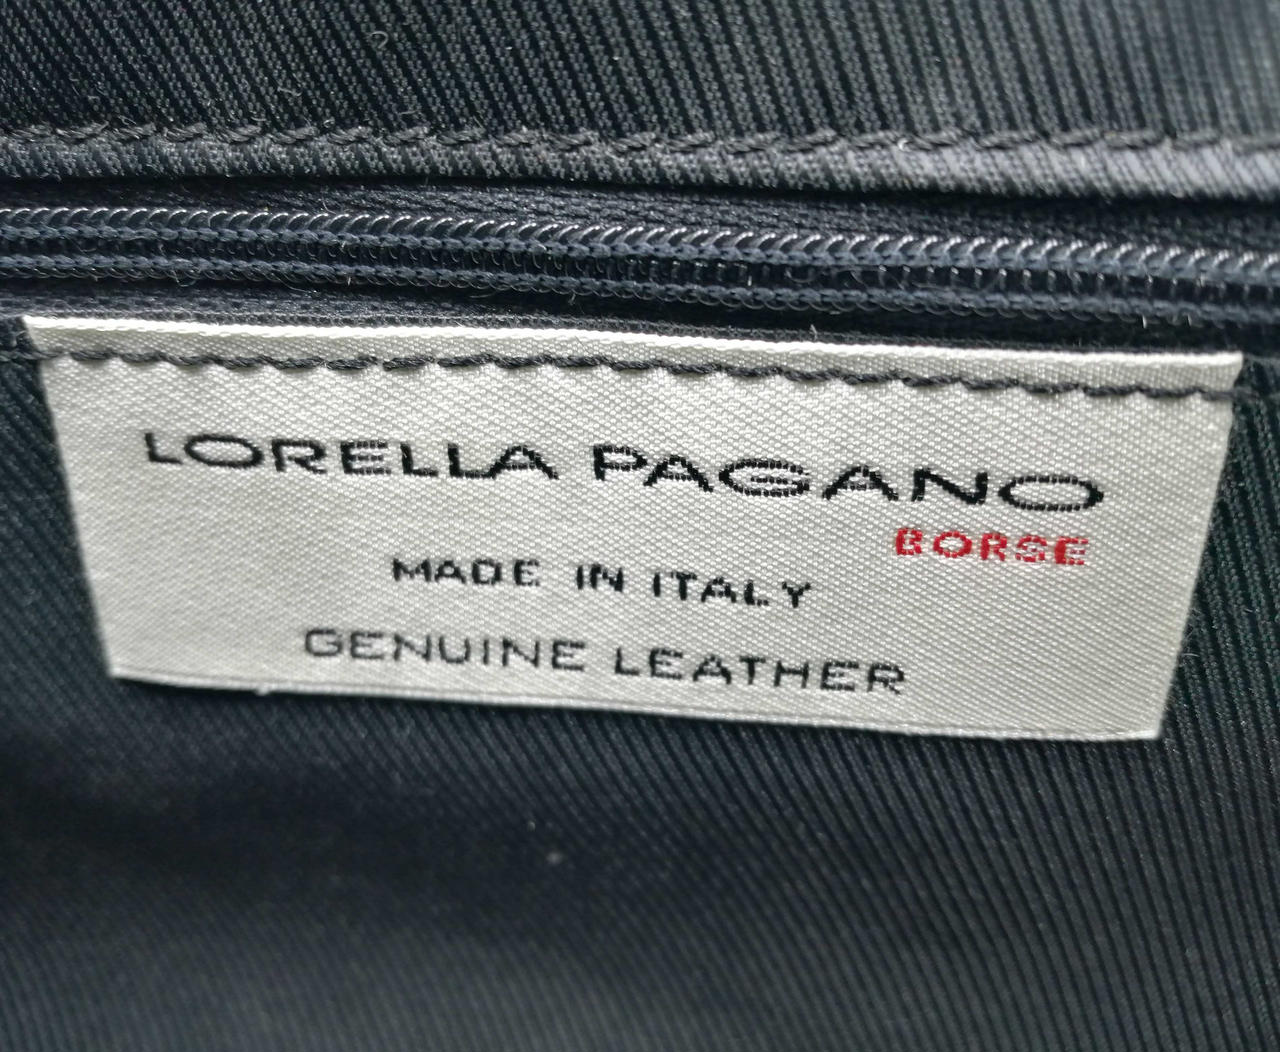 LORELLA PAGANO
BORSE
MADE IN ITALY
GENUINE LEATHER